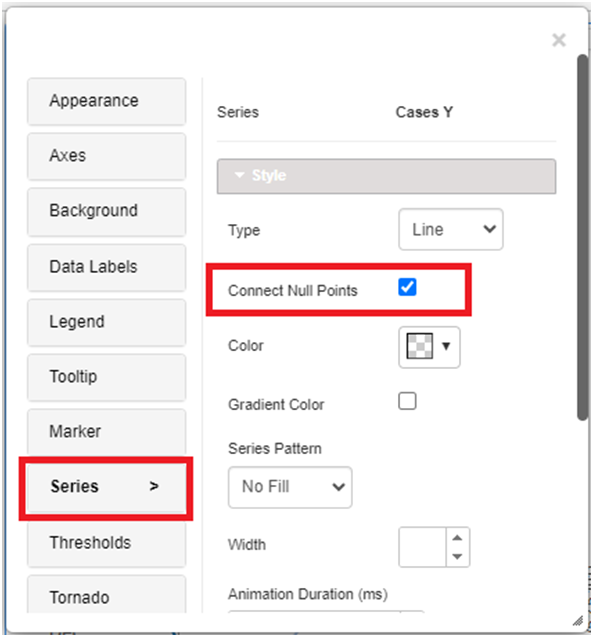 ×
Appearance
Axes
Background
Data Labels
Legend
Tooltip
Marker
Series >
Thresholds
Tornado
Series Cases Y
Style
Type Line
Connect Null Points
Color
Gradient Color
Series Pattern
No Fill
Width
Animation Duration (ms)